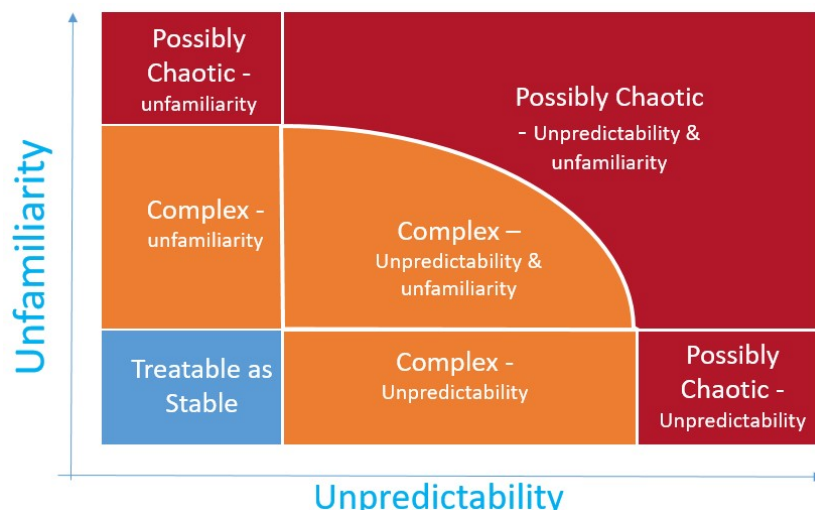 Possibly
Chaotic -
unfamiliarity
Possibly Chaotic
- Unpredictability &
unfamiliarity
Unfamiliarity
Complex -
unfamiliarity
Complex –
Unpredictability &
unfamiliarity
Treatable as
Stable
Complex -
Unpredictability
Possibly
Chaotic -
Unpredictability
Unpredictability